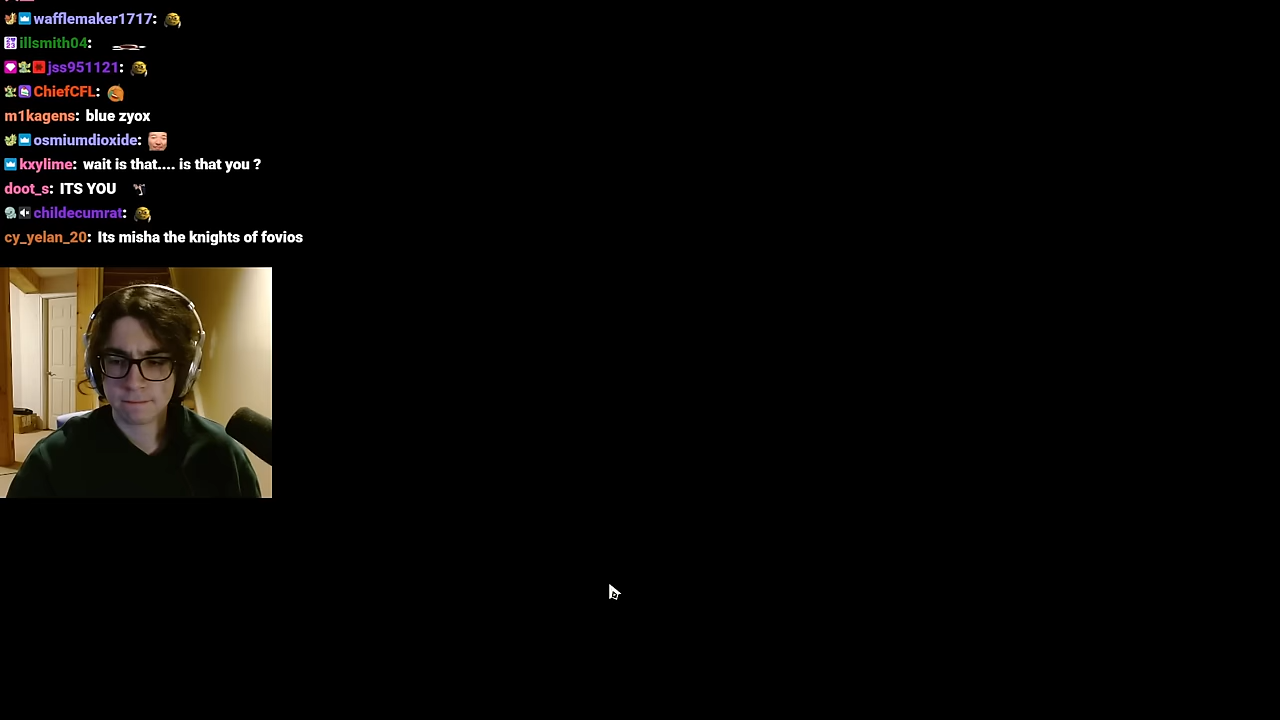 wafflemaker1717:
illsmith04:
jss951121:
ChiefCFL:
m1kagens: blue zyox
osmiumdioxide:
kxylime: wait is that.... is that you ?
doot_s: ITS YOU
childecumrat:
cy_yelan_20: Its misha the knights of fovios